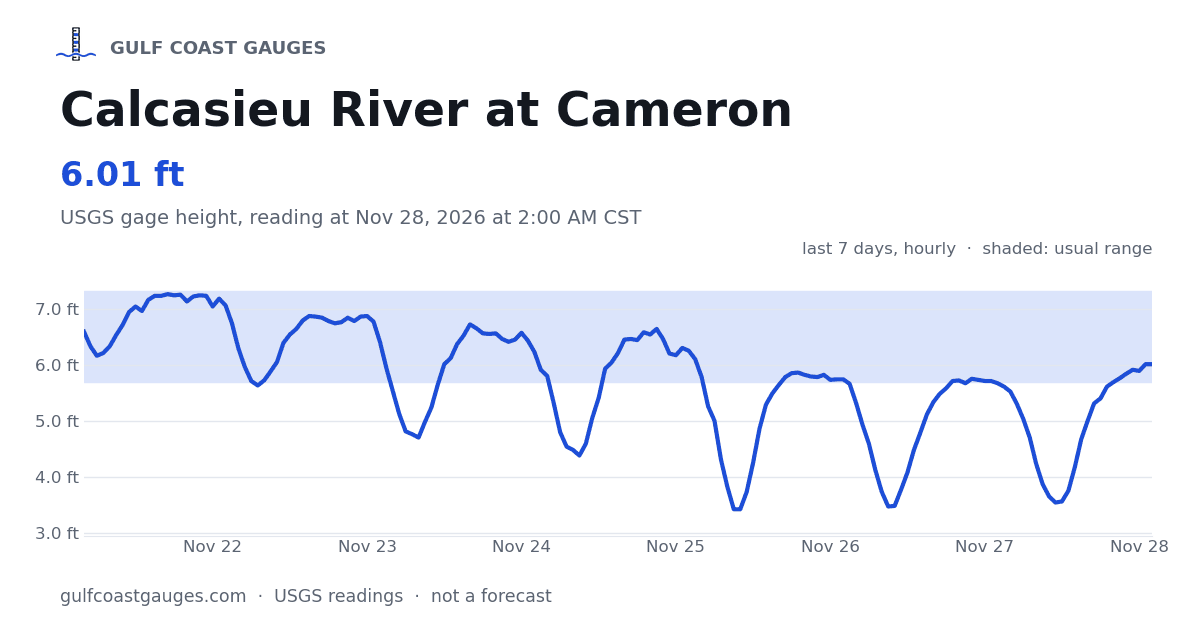 GULF COAST GAUGES
Calcasieu River at Cameron
6.01 ft
USGS gage height, reading at Nov 28, 2026 at 2:00 AM CST
last 7 days, hourly · shaded: usual range
7.0 ft
6.0 ft
5.0 ft
4.0 ft
3.0 ft
Nov 22 Nov 23 Nov 24 Nov 25 Nov 26 Nov 27 Nov 28
gulfcoastgauges.com · USGS readings · not a forecast